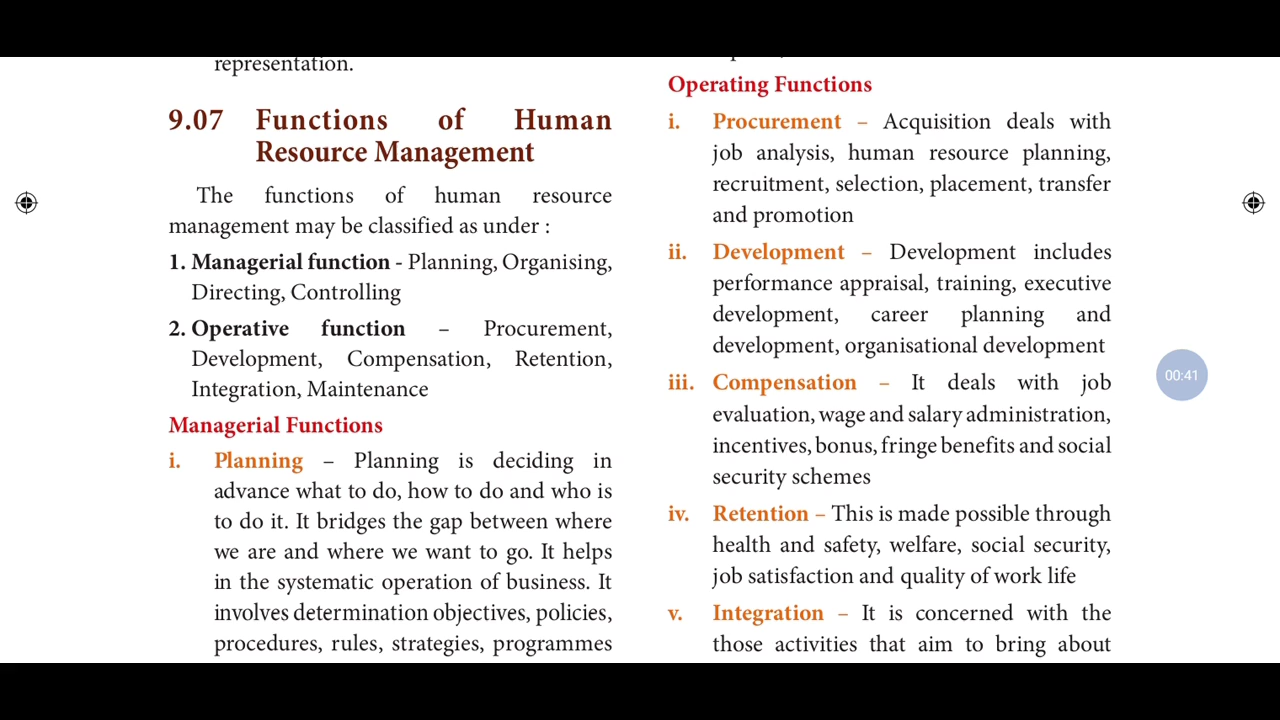 representation.
9.07 Functions of Human
Resource Management
The functions of human resource
management may be classified as under :
1. Managerial function - Planning, Organising,
Directing, Controlling
2. Operative function – Procurement,
Development, Compensation, Retention,
Integration, Maintenance
Managerial Functions
i. Planning – Planning is deciding in
advance what to do, how to do and who is
to do it. It bridges the gap between where
we are and where we want to go. It helps
in the systematic operation of business. It
involves determination objectives, policies,
procedures, rules, strategies, programmes
Operating Functions
i. Procurement – Acquisition deals with
job analysis, human resource planning,
recruitment, selection, placement, transfer
and promotion
ii. Development – Development includes
performance appraisal, training, executive
development, career planning and
development, organisational development
iii. Compensation – It deals with job
evaluation, wage and salary administration,
incentives, bonus, fringe benefits and social
security schemes
iv. Retention – This is made possible through
health and safety, welfare, social security,
job satisfaction and quality of work life
v. Integration – It is concerned with the
those activities that aim to bring about
00:41